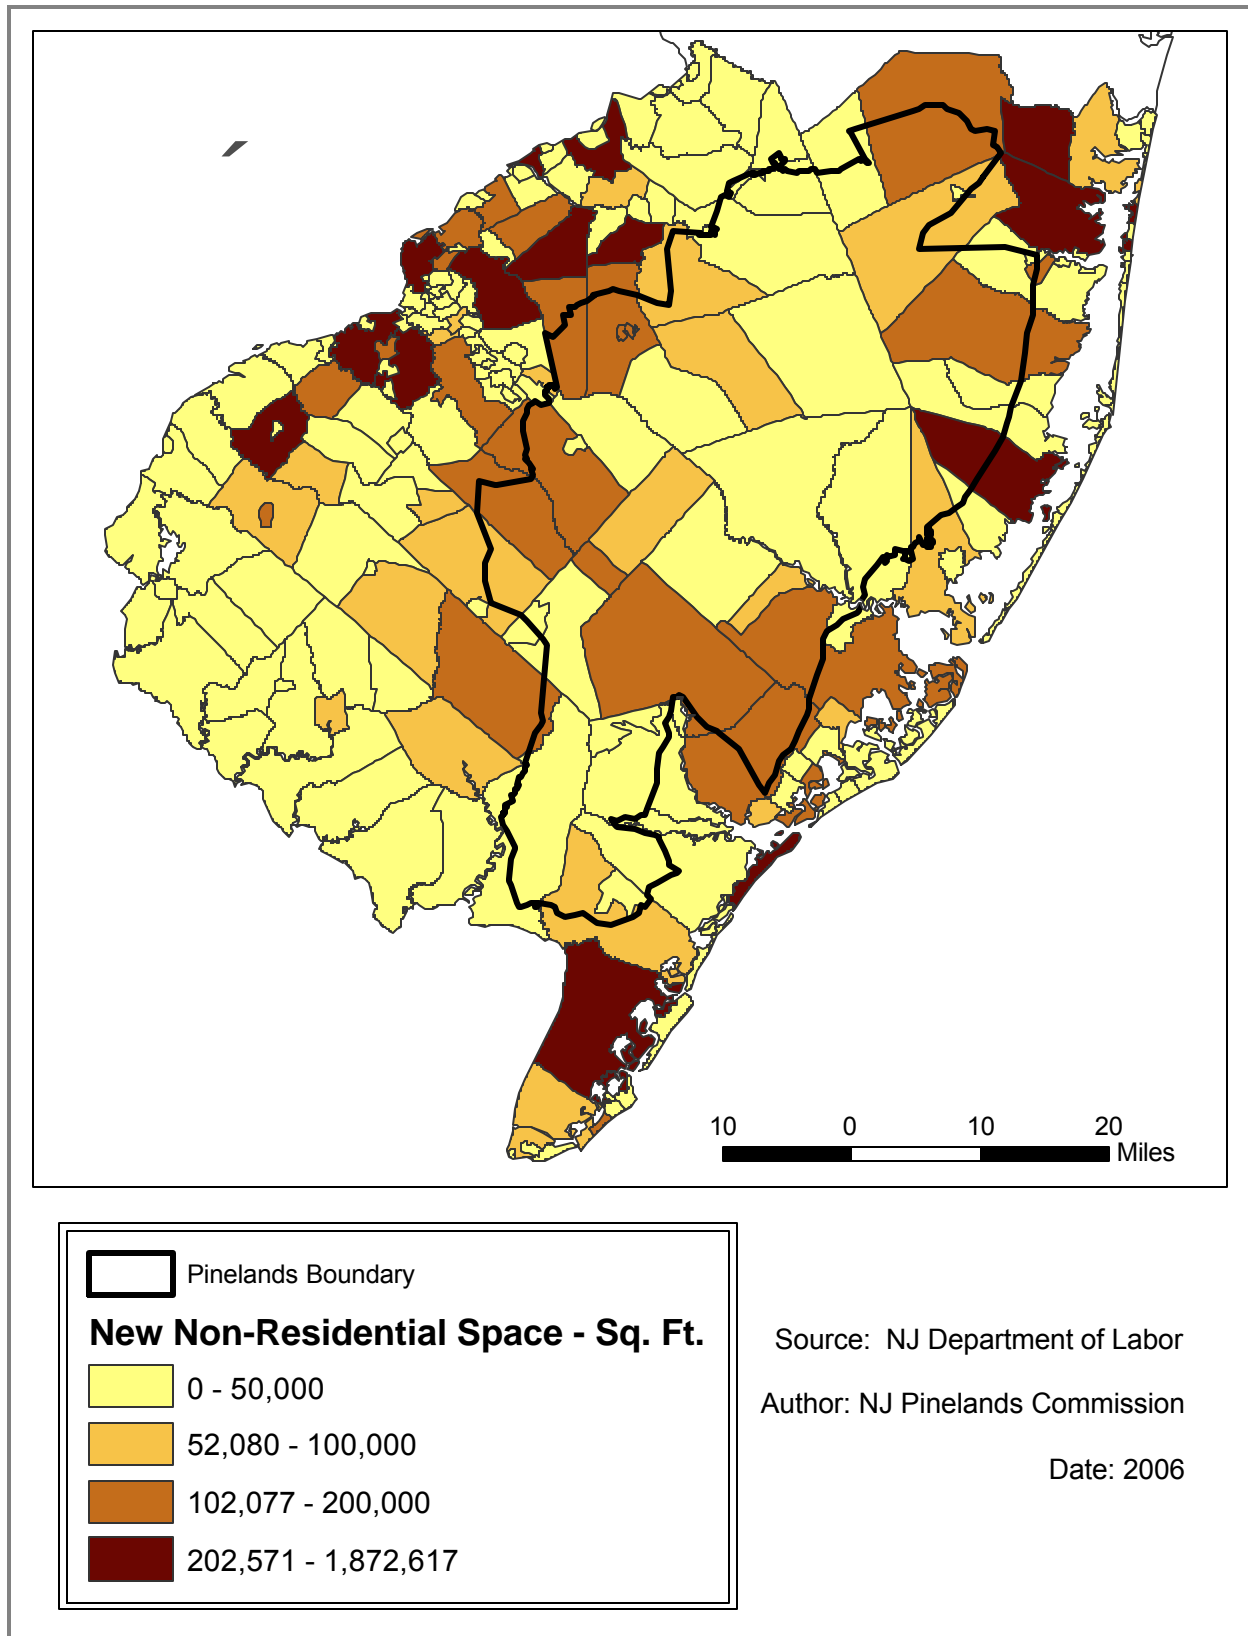 10 0 10 20
Miles
Pinelands Boundary
New Non-Residential Space - Sq. Ft.
0 - 50,000
52,080 - 100,000
102,077 - 200,000
202,571 - 1,872,617
Source: NJ Department of Labor
Author: NJ Pinelands Commission
Date: 2006